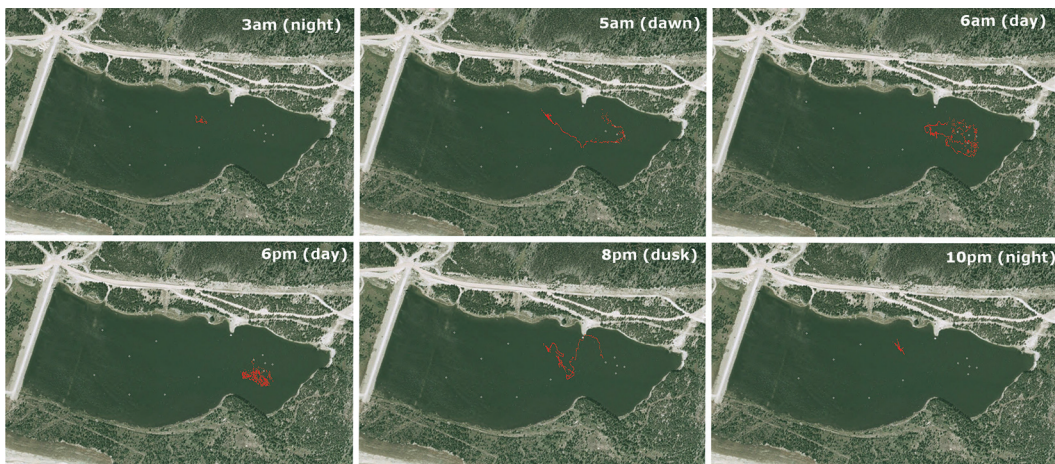 3am (night)
5am (dawn)
6am (day)
6pm (day)
8pm (dusk)
10pm (night)